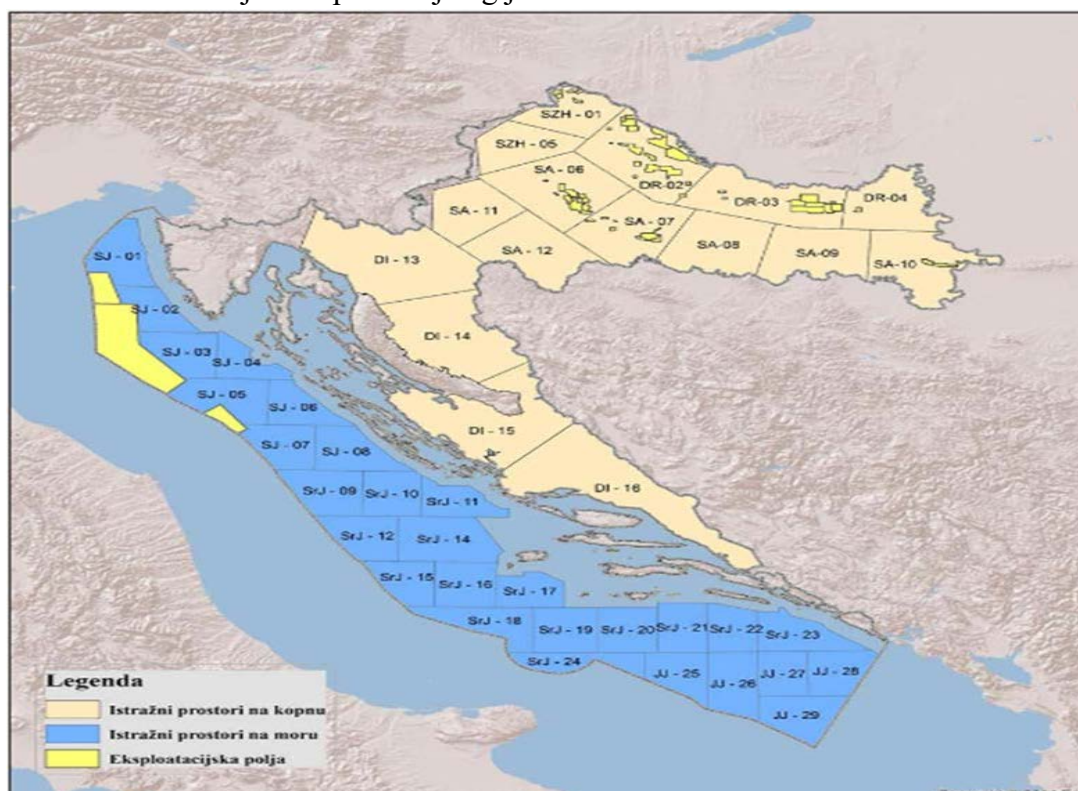 SZH - 01
SZH - 05
SA - 06
DR-02
DR-03
DR-04
SA - 11
SA - 07
SA - 12
SA-08
SA-09
SA-10
DI - 13
DI - 14
DI - 15
DI - 16
SJ - 01
SJ - 02
SJ - 03
SJ - 04
SJ - 05
SJ - 06
SJ - 07
SJ - 08
SrJ - 09
SrJ - 10
SrJ - 11
SrJ - 12
SrJ - 14
SrJ - 15
SrJ - 16
SrJ - 17
SrJ - 18
SrJ - 19
SrJ - 20
SrJ - 21
SrJ - 22
SrJ - 23
SrJ - 24
JJ - 25
JJ - 26
JJ - 27
JJ - 28
JJ - 29
Legenda
Istražni prostori na kopnu
Istražni prostori na moru
Eksploatacijska polja